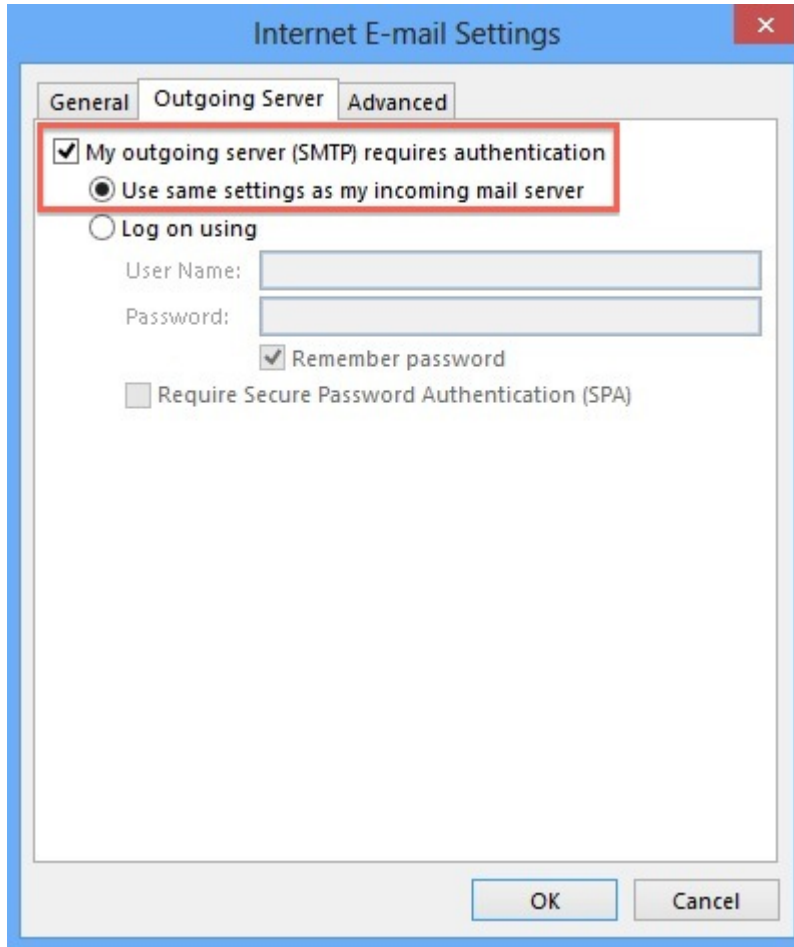 Internet E-mail Settings
General Outgoing Server Advanced
My outgoing server (SMTP) requires authentication
Use same settings as my incoming mail server
Log on using
User Name:
Password:
Remember password
Require Secure Password Authentication (SPA)
OK Cancel